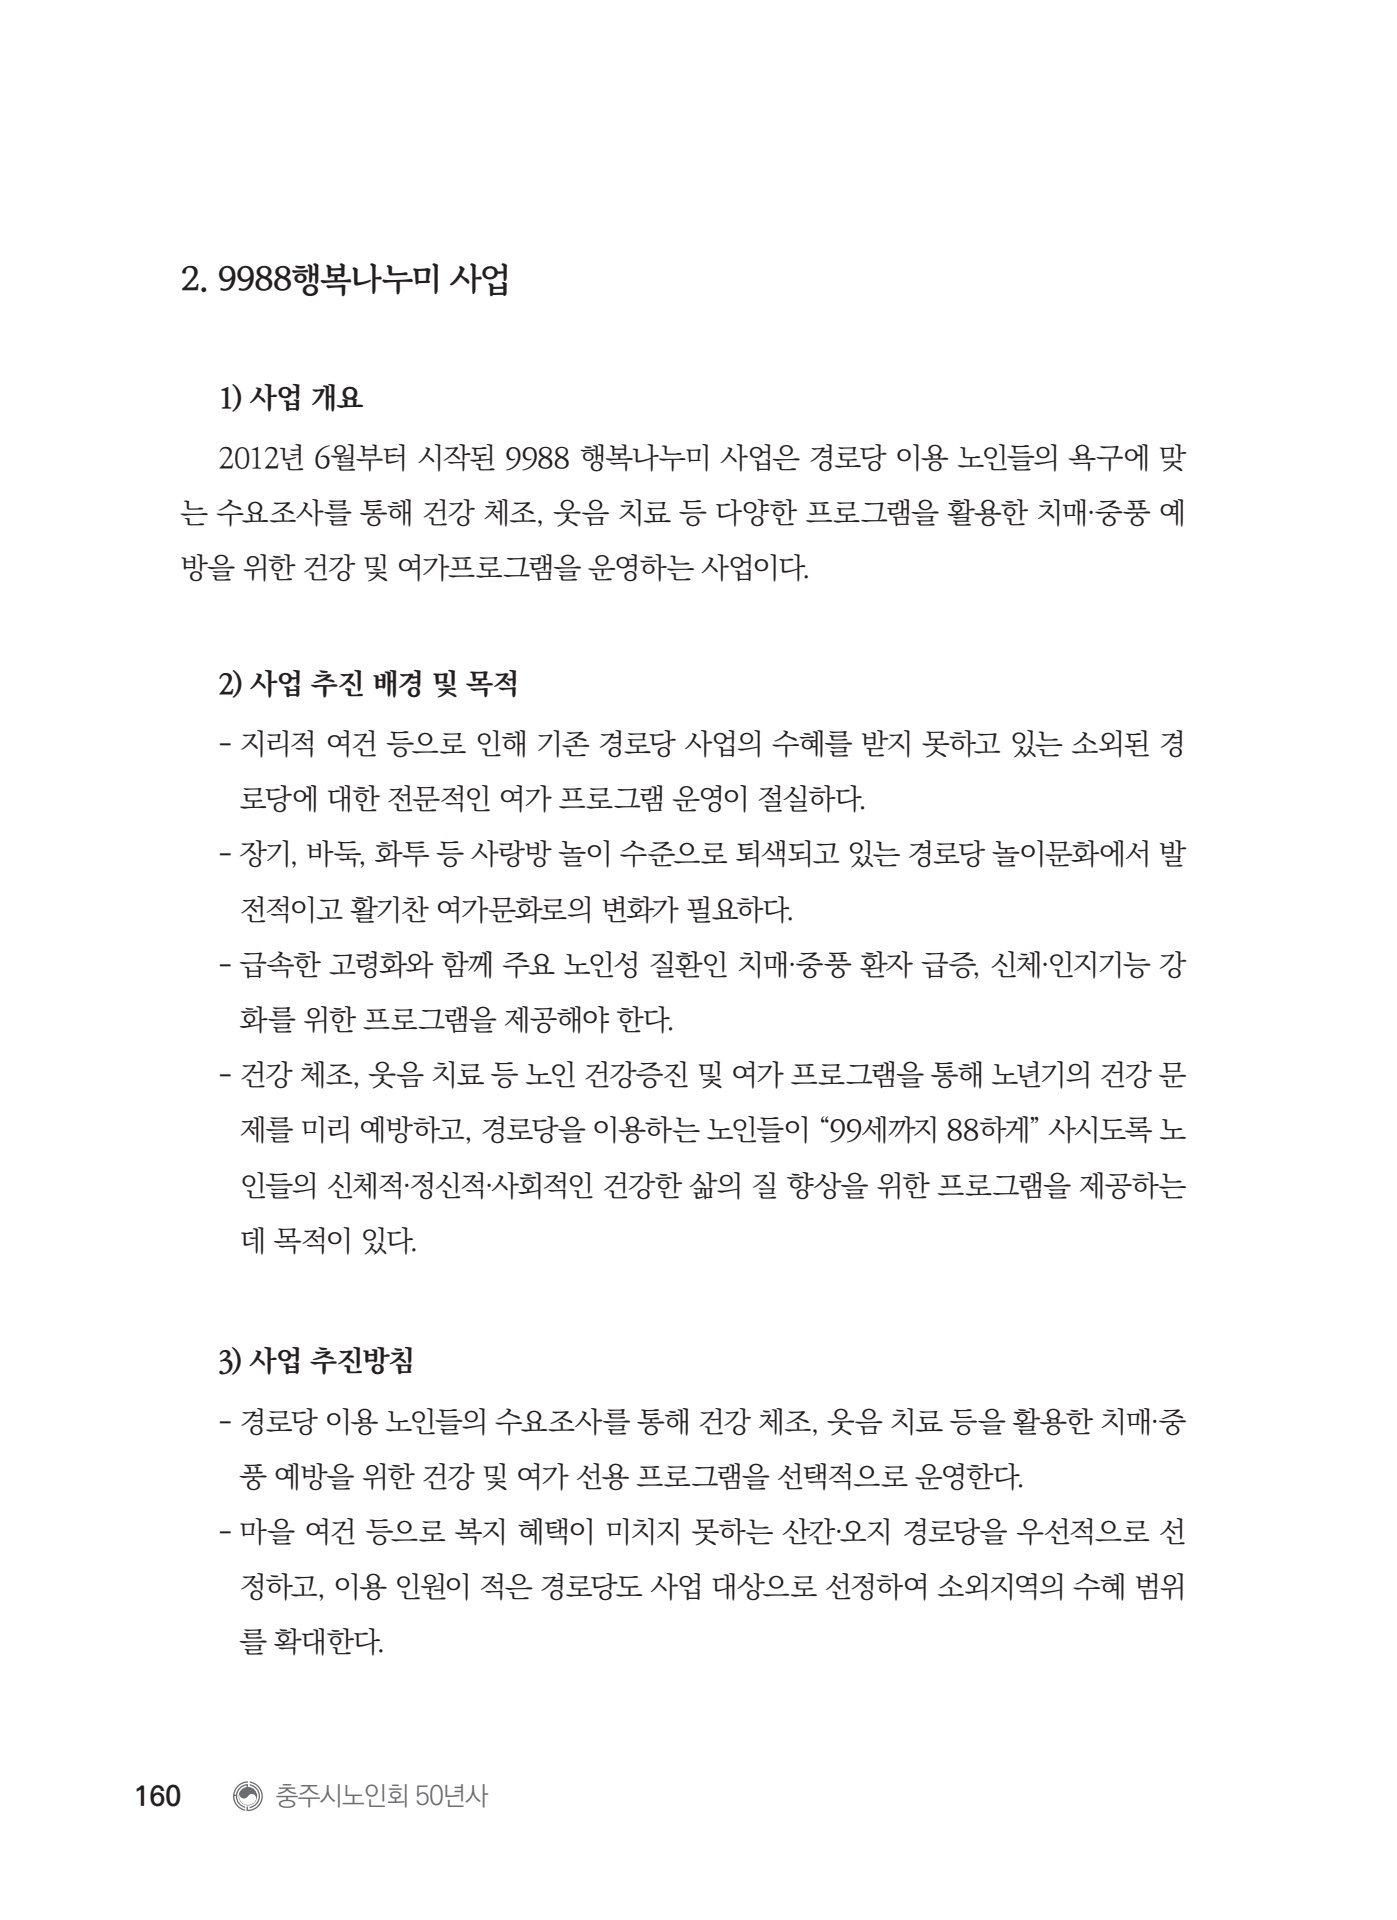 2. 9988행복나누미 사업
1) 사업 개요
2012년 6월부터 시작된 9988 행복나누미 사업은 경로당 이용 노인들의 욕구에 맞
는 수요조사를 통해 건강 체조, 웃음 치료 등 다양한 프로그램을 활용한 치매·중풍 예
방을 위한 건강 및 여가프로그램을 운영하는 사업이다.
2) 사업 추진 배경 및 목적
- 지리적 여건 등으로 인해 기존 경로당 사업의 수혜를 받지 못하고 있는 소외된 경
로당에 대한 전문적인 여가 프로그램 운영이 절실하다.
- 장기, 바둑, 화투 등 사랑방 놀이 수준으로 퇴색되고 있는 경로당 놀이문화에서 발
전적이고 활기찬 여가문화로의 변화가 필요하다.
- 급속한 고령화와 함께 주요 노인성 질환인 치매·중풍 환자 급증, 신체·인지기능 강
화를 위한 프로그램을 제공해야 한다.
- 건강 체조, 웃음 치료 등 노인 건강증진 및 여가 프로그램을 통해 노년기의 건강 문
제를 미리 예방하고, 경로당을 이용하는 노인들이 “99세까지 88하게” 사시도록 노
인들의 신체적·정신적·사회적인 건강한 삶의 질 향상을 위한 프로그램을 제공하는
데 목적이 있다.
3) 사업 추진방침
- 경로당 이용 노인들의 수요조사를 통해 건강 체조, 웃음 치료 등을 활용한 치매·중
풍 예방을 위한 건강 및 여가 선용 프로그램을 선택적으로 운영한다.
- 마을 여건 등으로 복지 혜택이 미치지 못하는 산간·오지 경로당을 우선적으로 선
정하고, 이용 인원이 적은 경로당도 사업 대상으로 선정하여 소외지역의 수혜 범위
를 확대한다.
160 충주시노인회 50년사